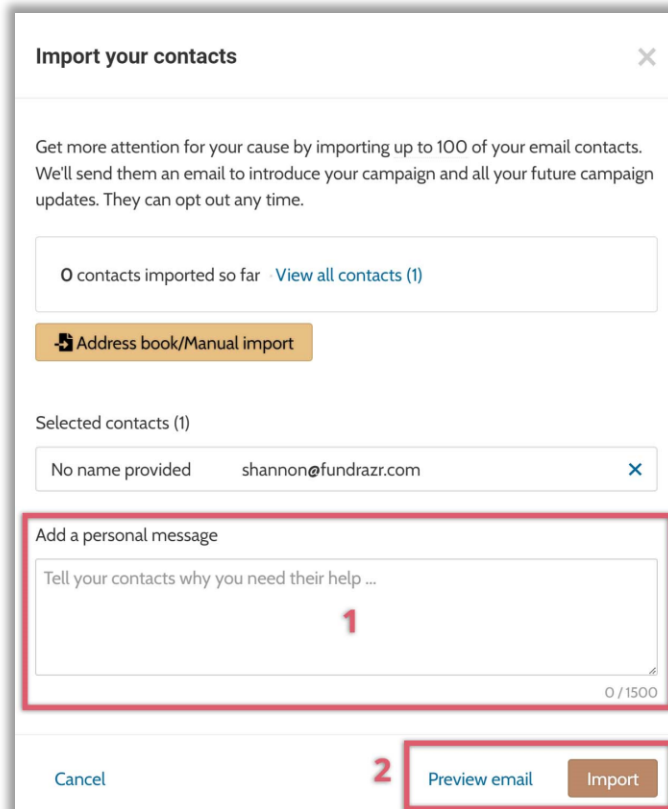 Import your contacts
Get more attention for your cause by importing up to 100 of your email contacts.
We'll send them an email to introduce your campaign and all your future campaign
updates. They can opt out any time.
0 contacts imported so far · View all contacts (1)
Address book/Manual import
Selected contacts (1)
No name provided shannon@fundrazr.com
Add a personal message
Tell your contacts why you need their help ...
1
0 / 1500
Cancel 2 Preview email Import